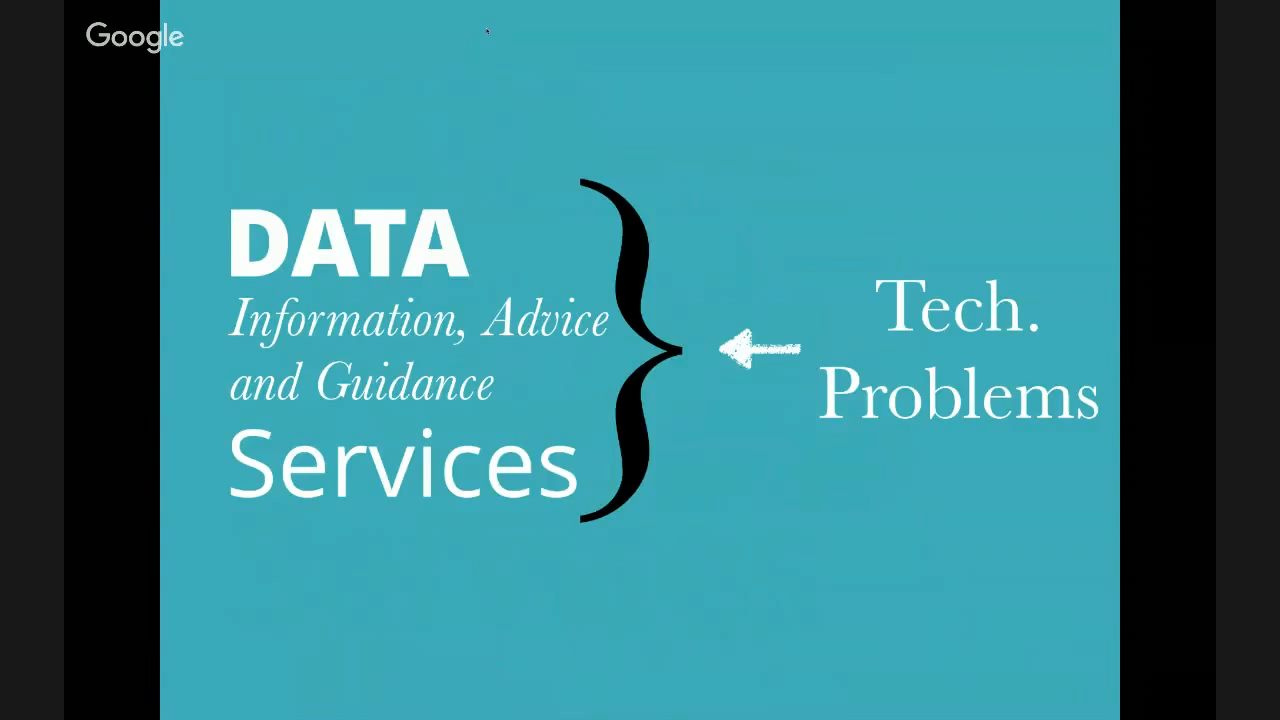 Google
DATA
Information, Advice
and Guidance
Services
Tech.
Problems